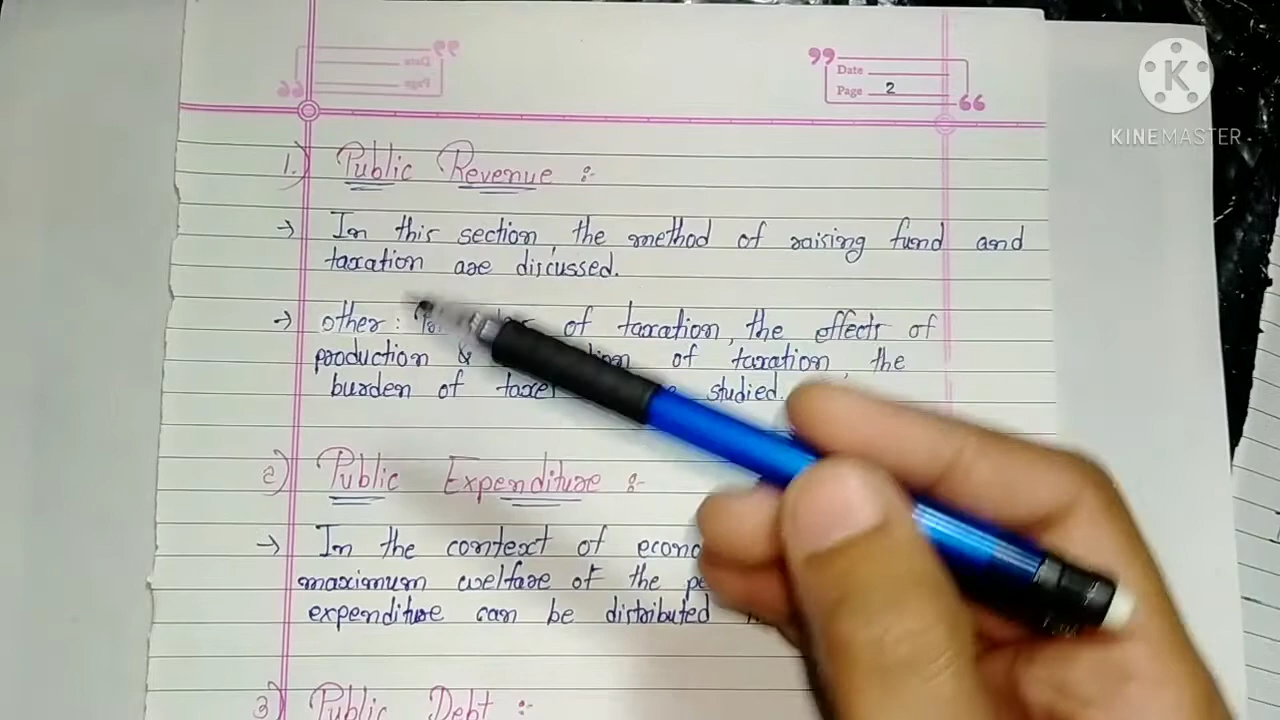 Date
Page 2
KINEMASTER
1.) Public Revenue :-
→ In this section, the method of raising fund and
taxation are discussed.
→ other: of taxation, the effects of
production & of taxation, the
burden of studied.
2) Public Expenditure :-
→ In the context of
maximum welfare of the
expenditure can be distributed
3) Public Debt :-